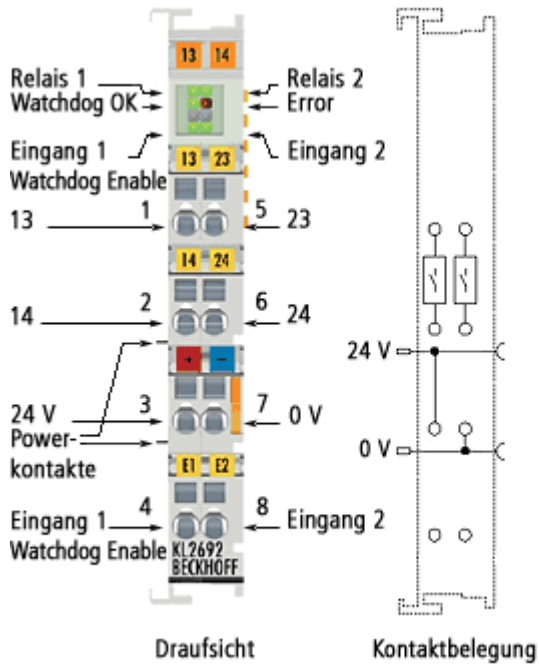 13 14
Relais 1
Watchdog OK
Relais 2
Error
Eingang 1
Watchdog Enable
Eingang 2
13 23
13
1
5
23
14 24
14
2
6
24
+ -
24 V
3
7
0 V
Power-
kontakte
E1 E2
Eingang 1
Watchdog Enable
4
8
Eingang 2
KL2692
BECKHOFF
24 V
0 V
Draufsicht
Kontaktbelegung